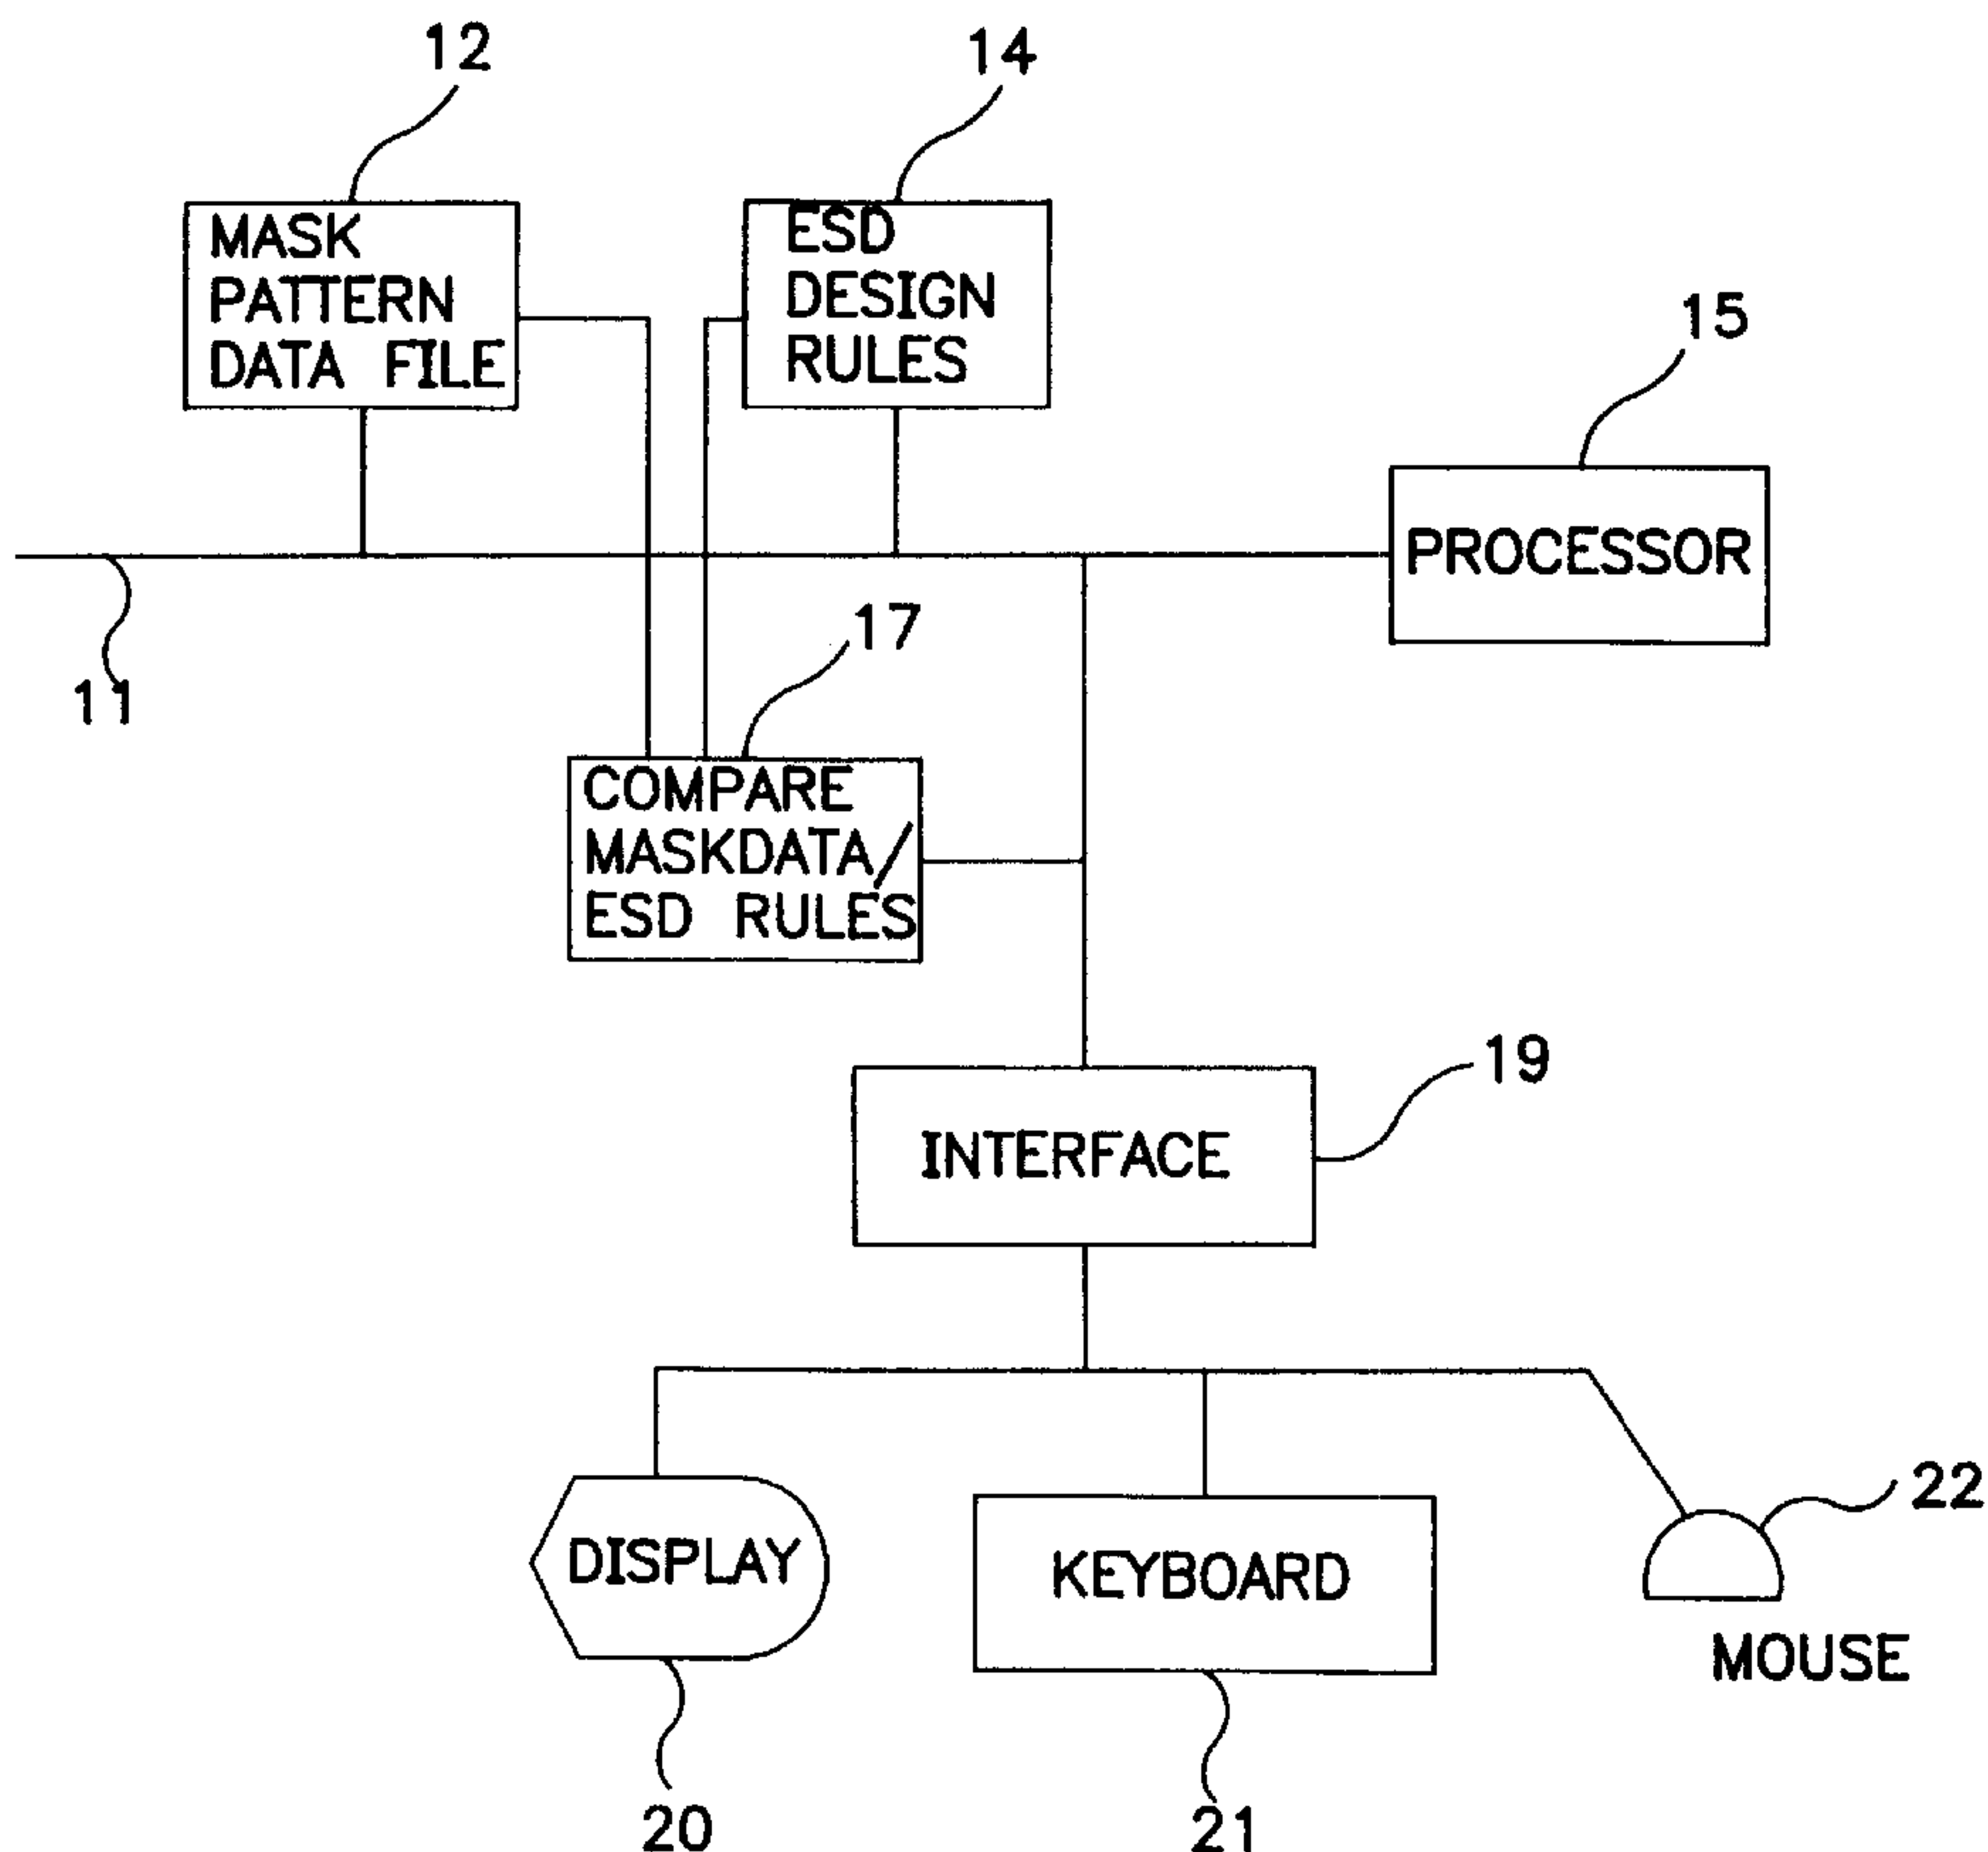 12
14
MASK
PATTERN
DATA FILE
ESD
DESIGN
RULES
15
PROCESSOR
11
17
COMPARE
MASKDATA/
ESD RULES
19
INTERFACE
22
DISPLAY
KEYBOARD
MOUSE
20
21